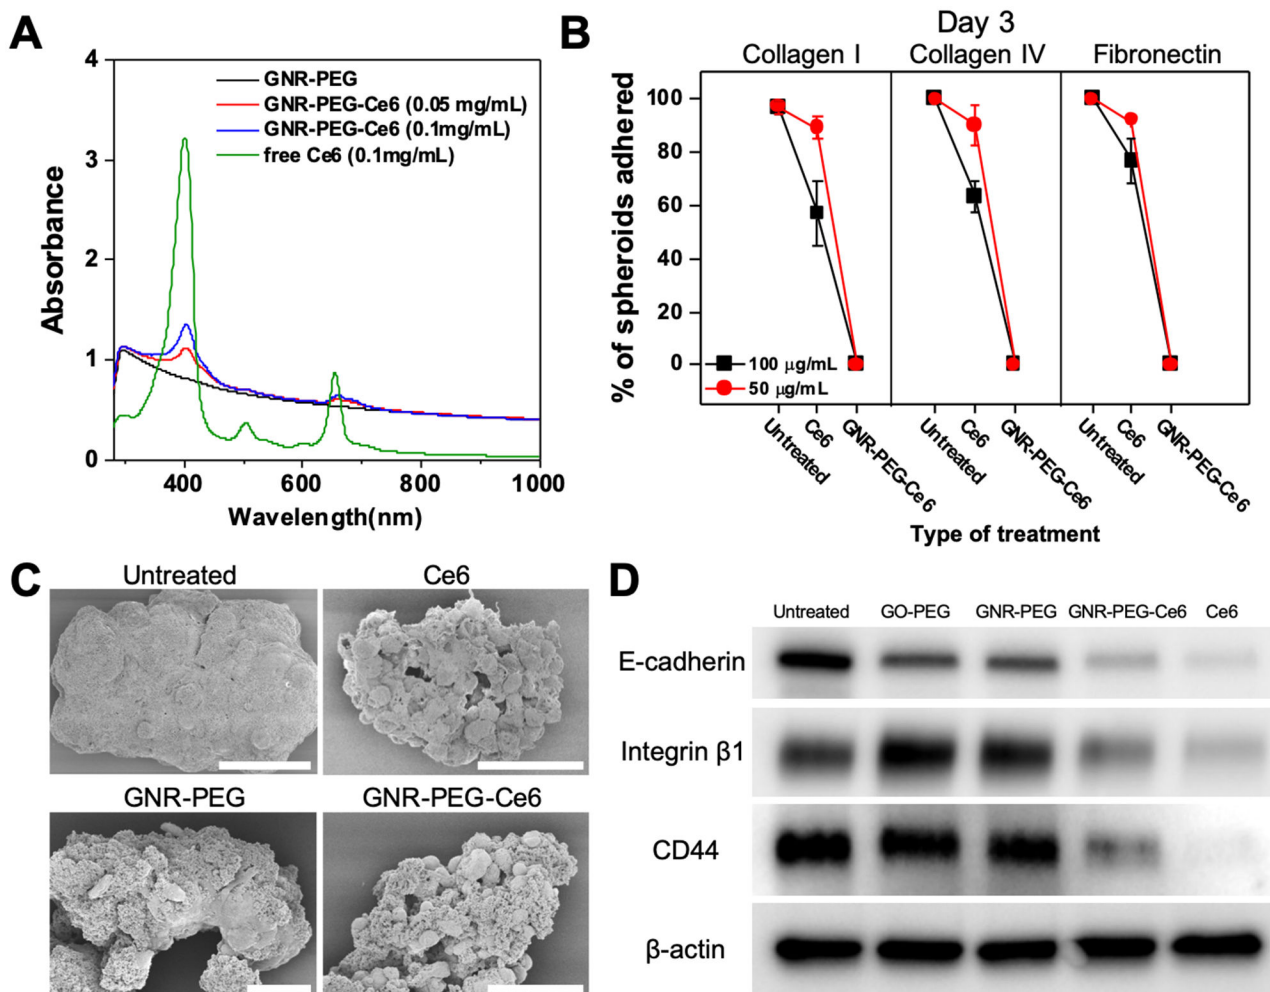 A
4
3
2
1
0
Absorbance
GNR-PEG
GNR-PEG-Ce6 (0.05 mg/mL)
GNR-PEG-Ce6 (0.1mg/mL)
free Ce6 (0.1mg/mL)
400
600
800
1000
Wavelength(nm)
B
Day 3
Collagen I
Collagen IV
Fibronectin
% of spheroids adhered
100
80
60
40
20
0
100 μg/mL
50 μg/mL
Untreated
Ce6
GNR-PEG-Ce6
Untreated
Ce6
GNR-PEG-Ce6
Untreated
Ce6
GNR-PEG-Ce6
Type of treatment
C
Untreated
Ce6
GNR-PEG
GNR-PEG-Ce6
D
Untreated
GO-PEG
GNR-PEG
GNR-PEG-Ce6
Ce6
E-cadherin
Integrin β1
CD44
β-actin